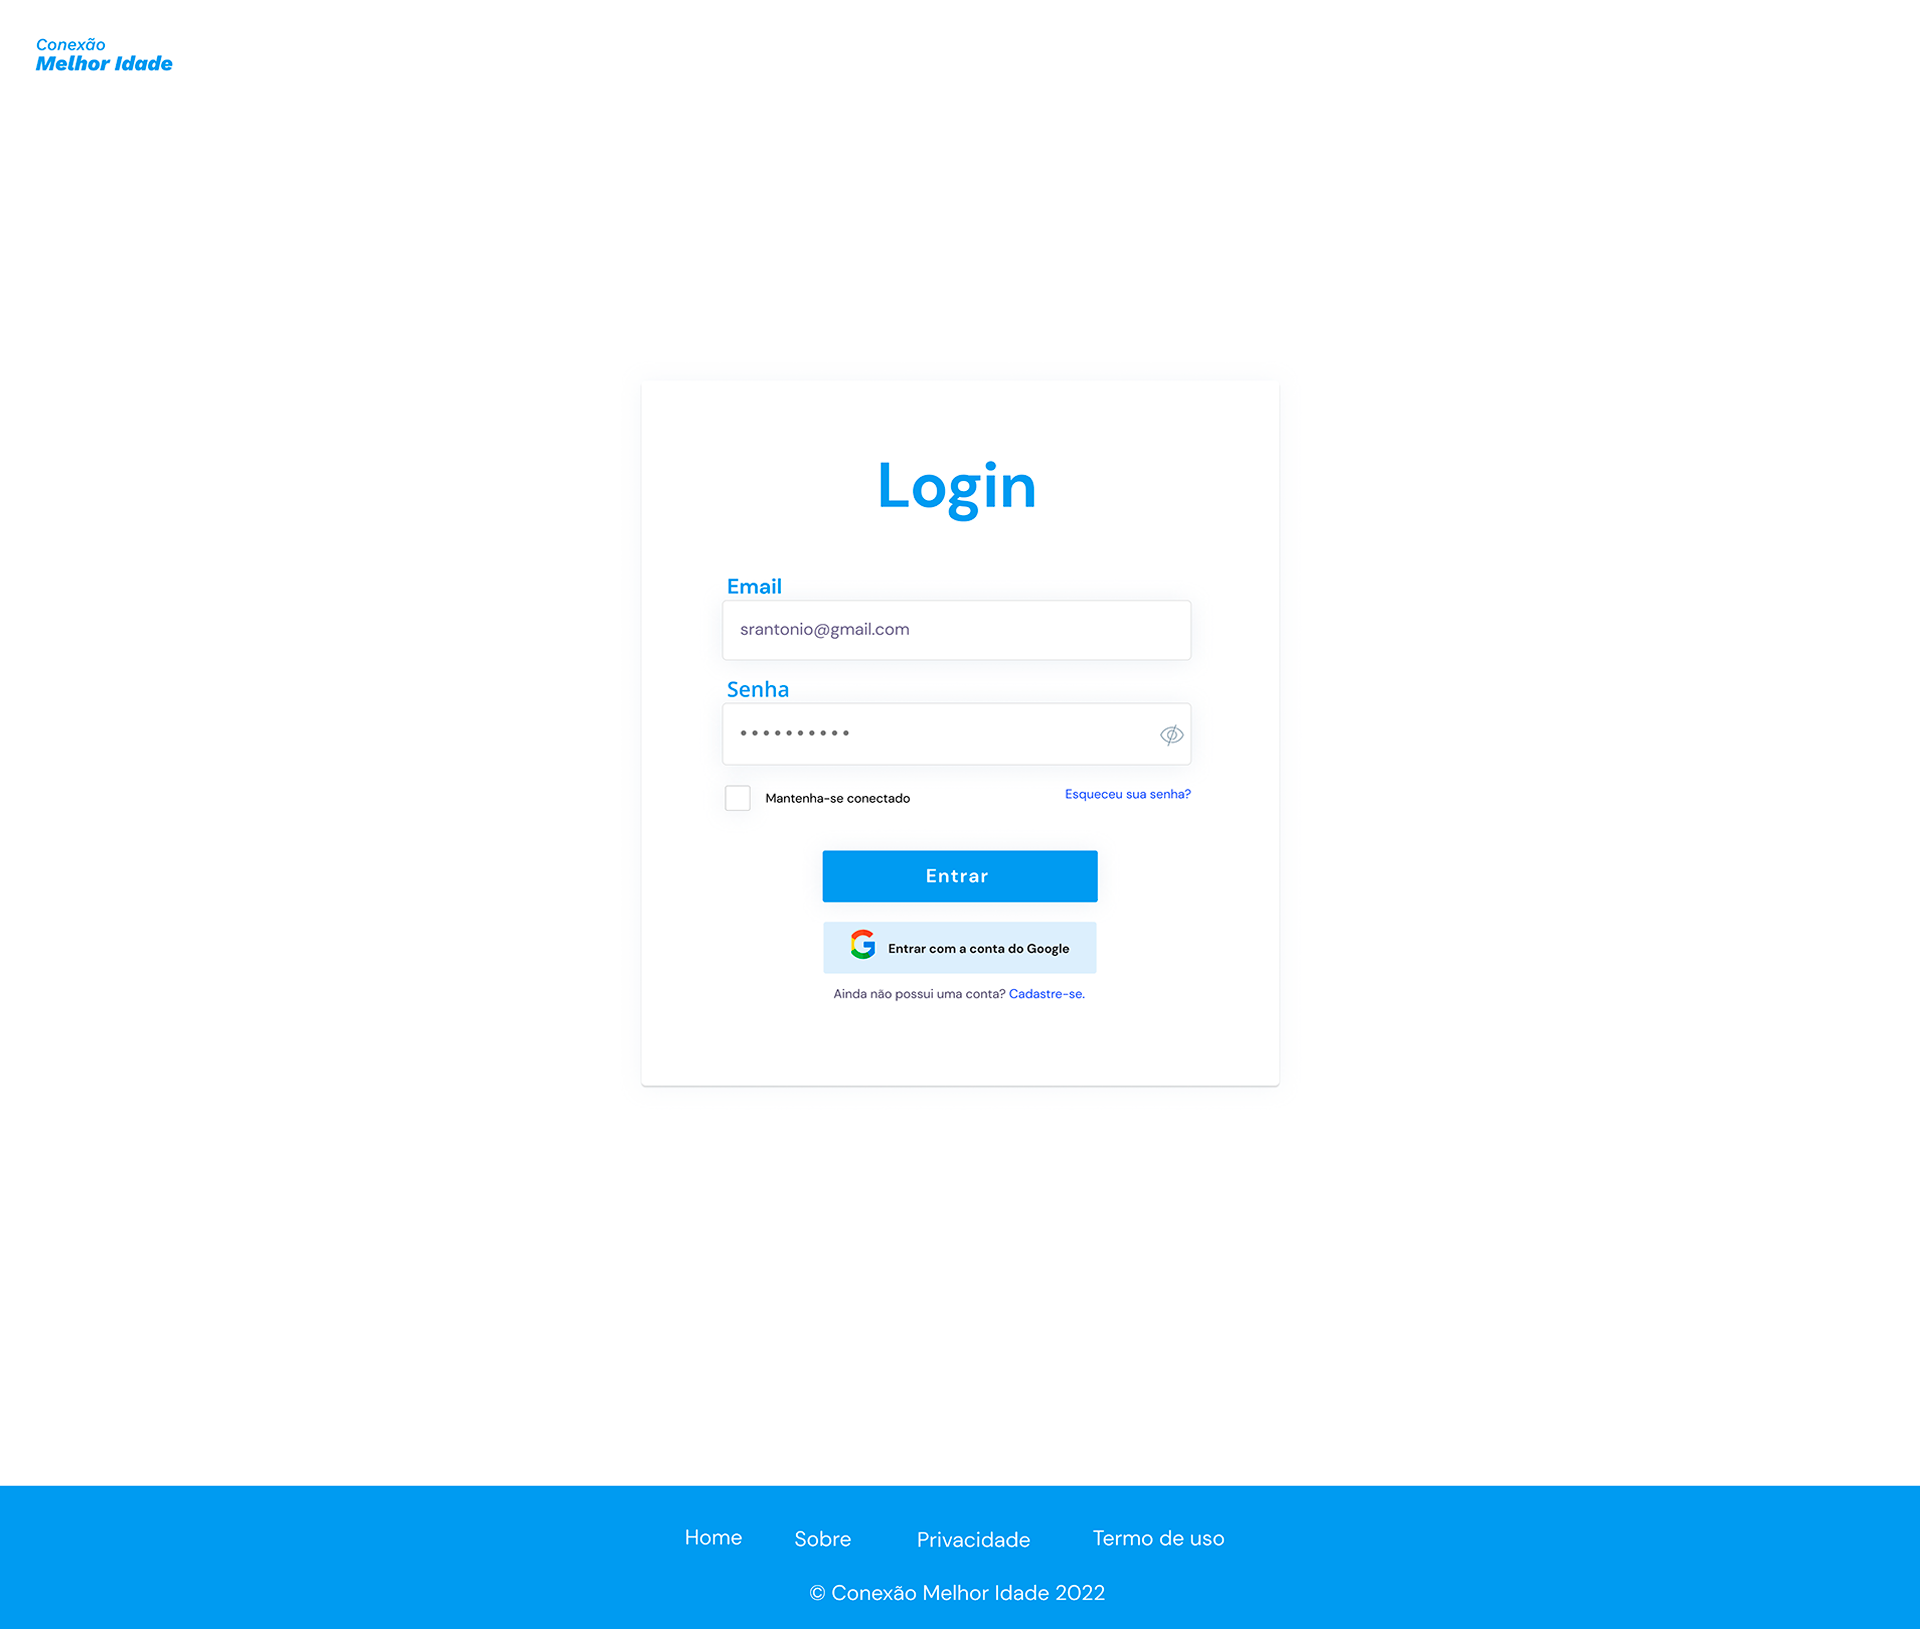 Conexão
Melhor Idade
Login
Email
srantonio@gmail.com
Senha
••••••••••
Mantenha-se conectado
Esqueceu sua senha?
Entrar
Entrar com a conta do Google
Ainda não possui uma conta? Cadastre-se.
Home Sobre Privacidade Termo de uso
© Conexão Melhor Idade 2022